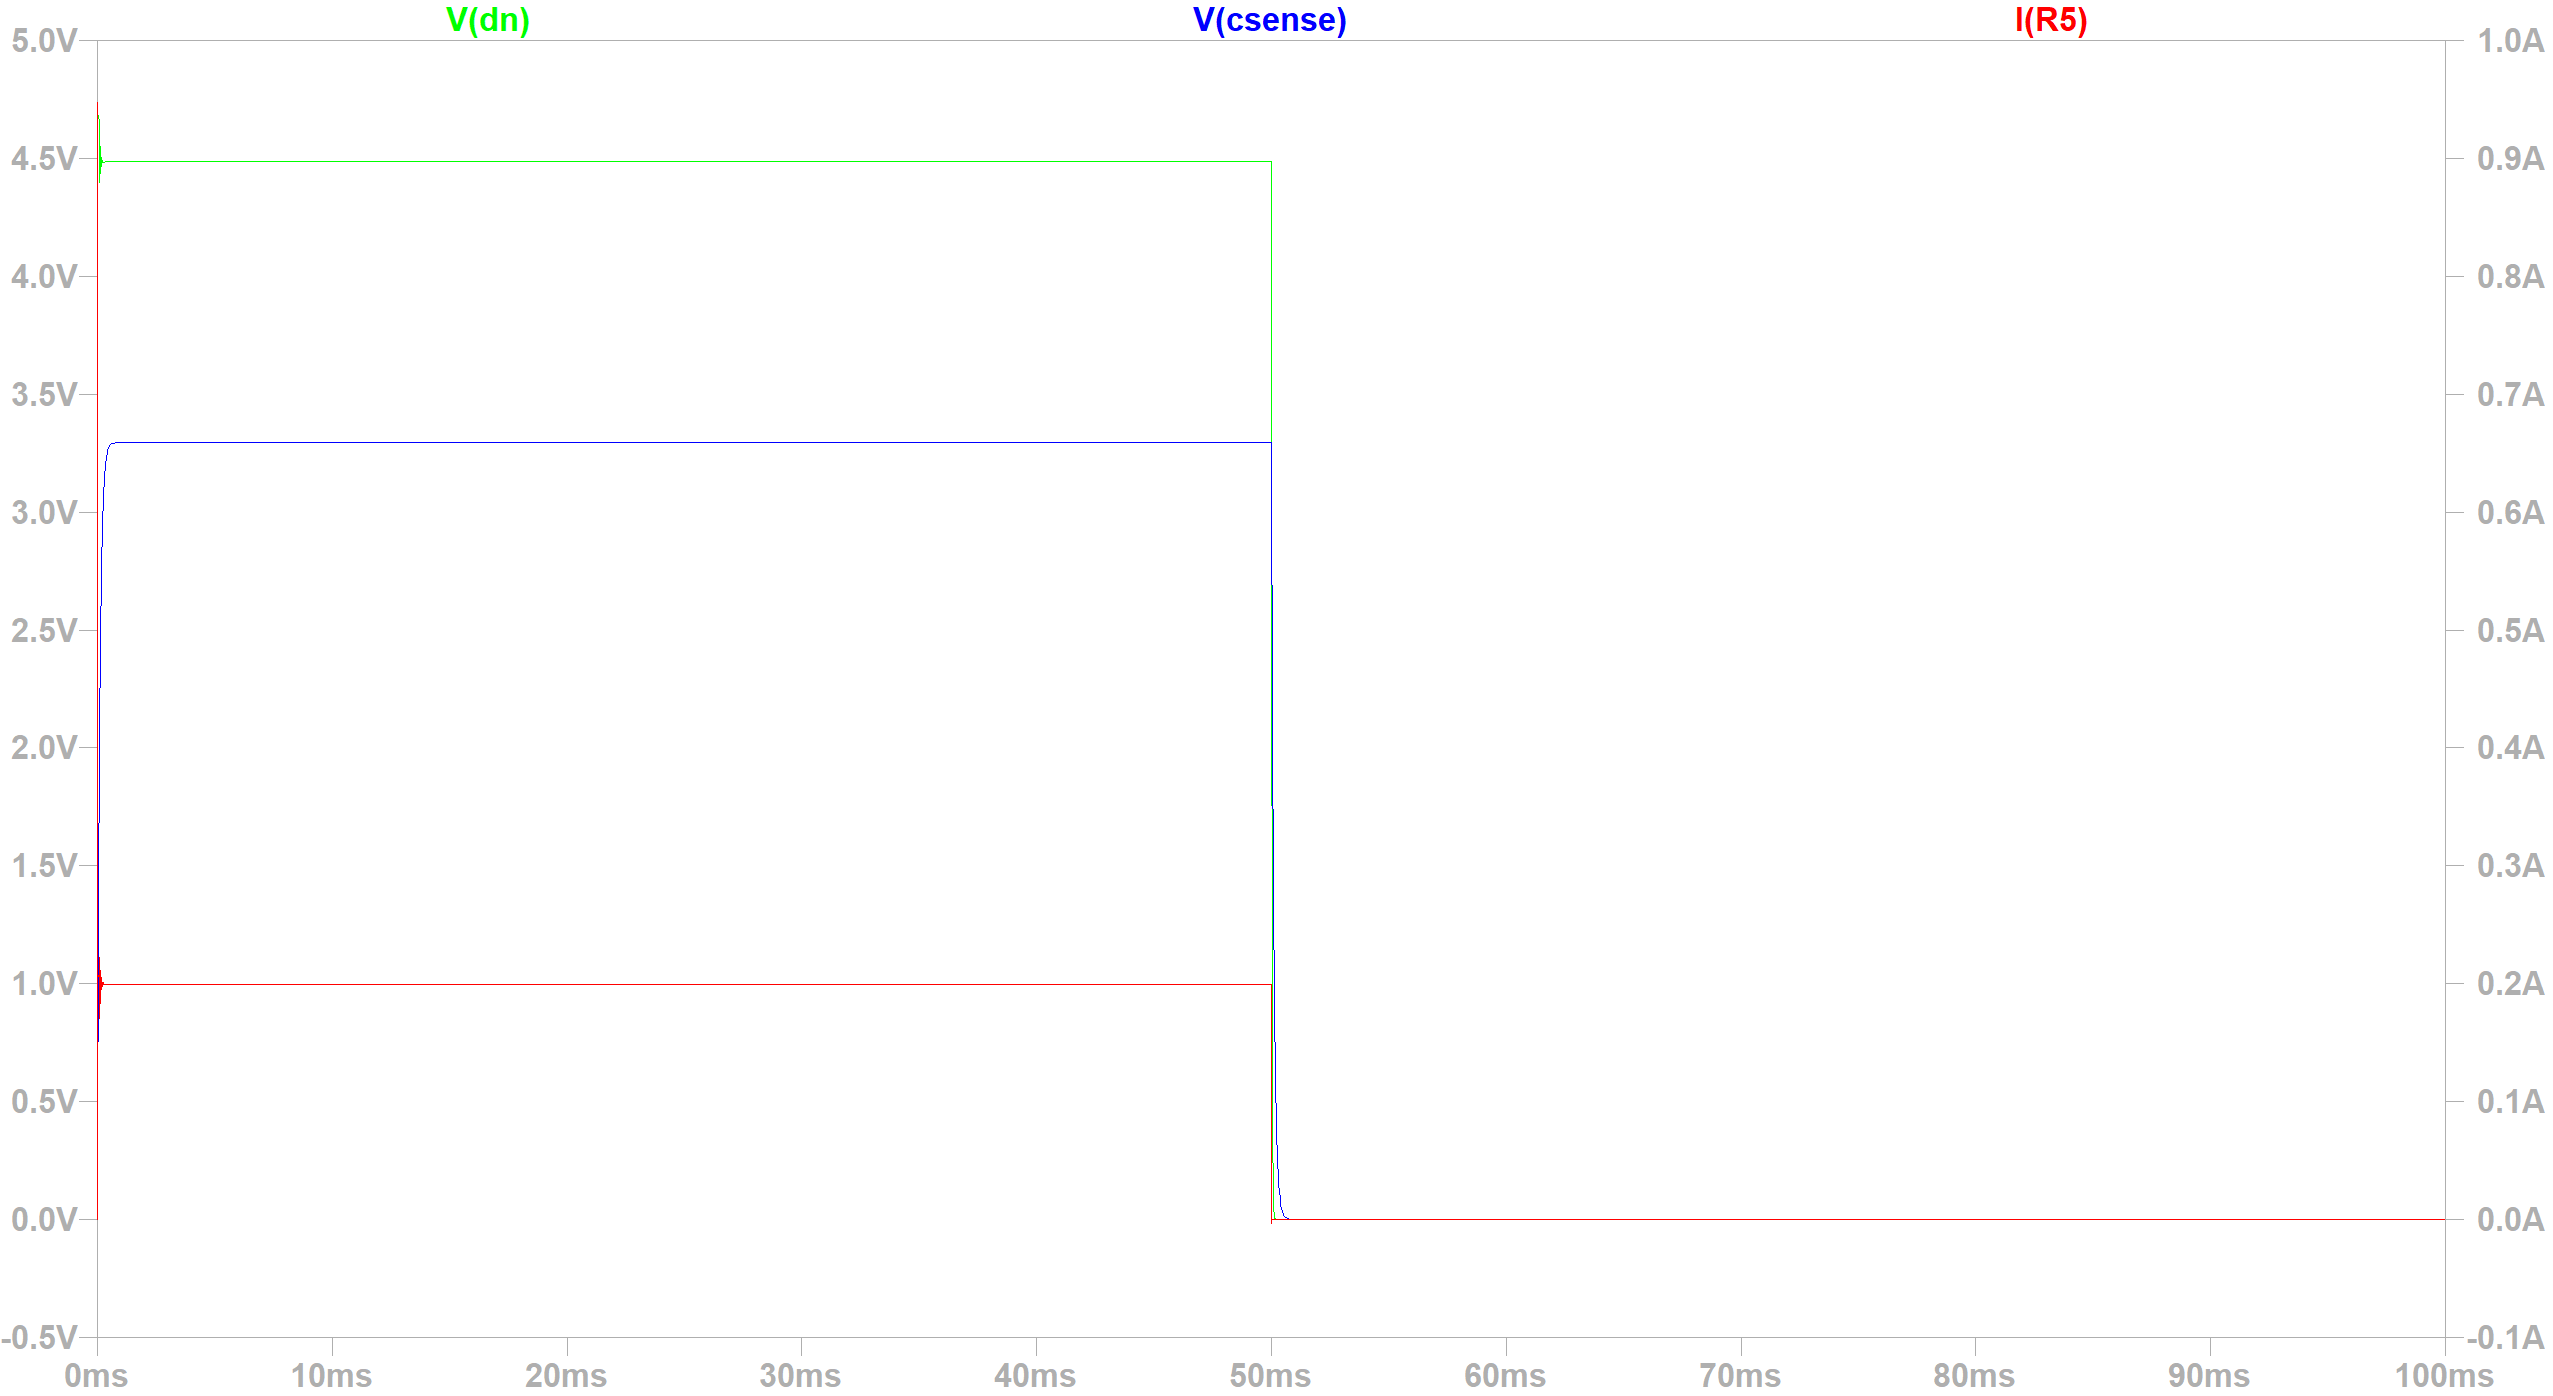 V(dn) V(csense) I(R5)
5.0V 1.0A
4.5V 0.9A
4.0V 0.8A
3.5V 0.7A
3.0V 0.6A
2.5V 0.5A
2.0V 0.4A
1.5V 0.3A
1.0V 0.2A
0.5V 0.1A
0.0V 0.0A
-0.5V -0.1A
0ms 10ms 20ms 30ms 40ms 50ms 60ms 70ms 80ms 90ms 100ms